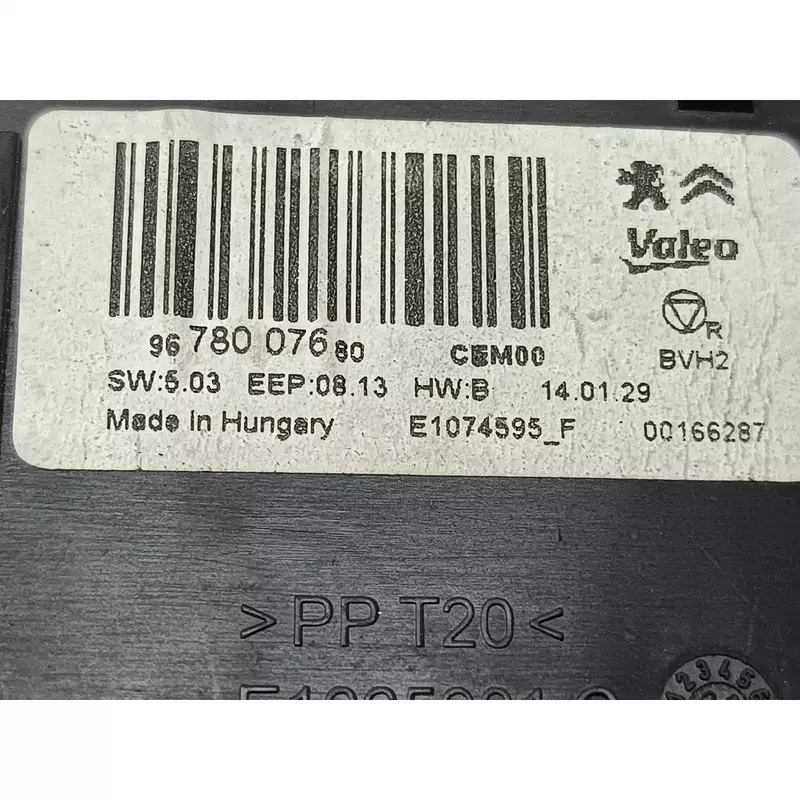 Valeo
R
BVH2
96 780 076 80 CEM00
SW:5.03 EEP:08.13 HW:B 14.01.29
Made in Hungary E1074595_F 00166287
>PP T20<
123456